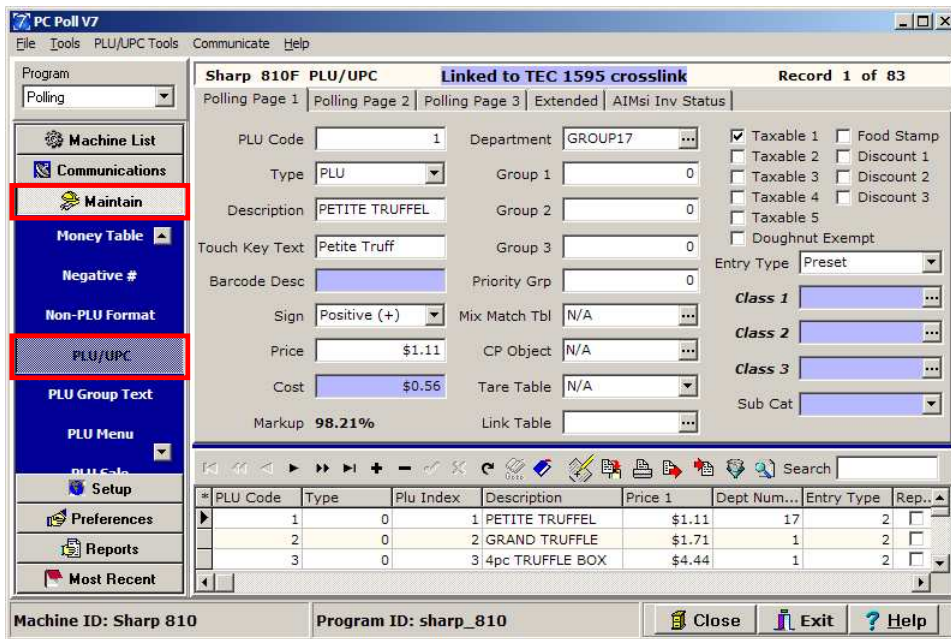 PC Poll V7
File Tools PLU/UPC Tools Communicate Help
Program
Polling
Machine List
Communications
Maintain
Money Table
Negative #
Non-PLU Format
PLU/UPC
PLU Group Text
PLU Menu
PLU Sale
Setup
Preferences
Reports
Most Recent
Sharp 810F PLU/UPC Linked to TEC 1595 crosslink Record 1 of 83
Polling Page 1 Polling Page 2 Polling Page 3 Extended AIMsi Inv Status
PLU Code 1
Type PLU
Description PETITE TRUFFEL
Touch Key Text Petite Truff
Barcode Desc
Sign Positive (+)
Price $1.11
Cost $0.56
Markup 98.21%
Department GROUP17 ...
Group 1 0
Group 2 0
Group 3 0
Priority Grp 0
Mix Match Tbl N/A ...
CP Object N/A ...
Tare Table N/A
Link Table ...
Taxable 1 Food Stamp
Taxable 2 Discount 1
Taxable 3 Discount 2
Taxable 4 Discount 3
Taxable 5
Doughnut Exempt
Entry Type Preset
Class 1 ...
Class 2 ...
Class 3 ...
Sub Cat
Search
* PLU Code Type Plu Index Description Price 1 Dept Num... Entry Type Rep...
1 0 1 PETITE TRUFFEL $1.11 17 2
2 0 2 GRAND TRUFFLE $1.71 1 2
3 0 3 4pc TRUFFLE BOX $4.44 1 2
Machine ID: Sharp 810 Program ID: sharp_810 Close Exit ? Help